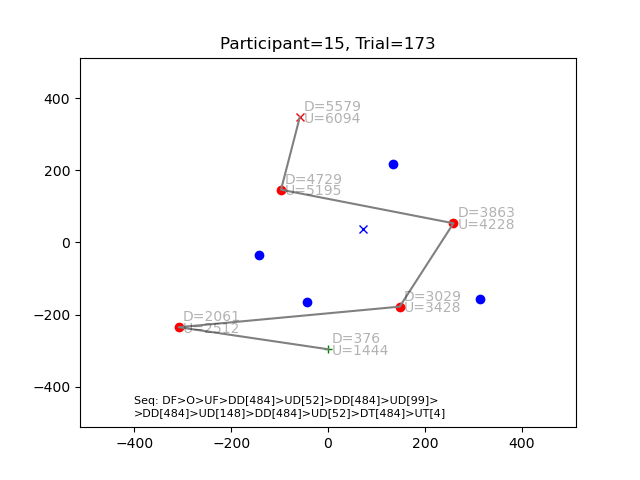 Participant=15, Trial=173
400
200
0
−200
−400
D=5579
U=6094
D=4729
U=5195
D=3863
U=4228
D=3029
U=3428
D=2061
U=2512
D=376
U=1444
Seq: DF>O>UF>DD[484]>UD[52]>DD[484]>UD[99]>
>DD[484]>UD[148]>DD[484]>UD[52]>DT[484]>UT[4]
−400 −200 0 200 400